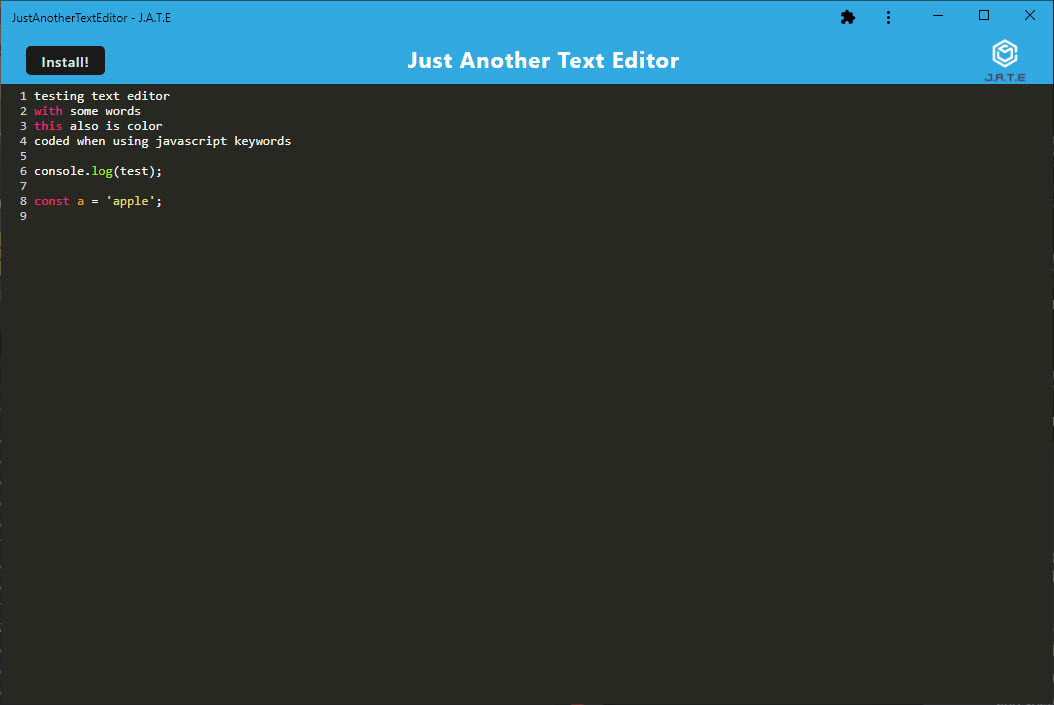 JustAnotherTextEditor - J.A.T.E
Install!
Just Another Text Editor
J.A.T.E
1 testing text editor
2 with some words
3 this also is color
4 coded when using javascript keywords
5
6 console.log(test);
7
8 const a = 'apple';
9